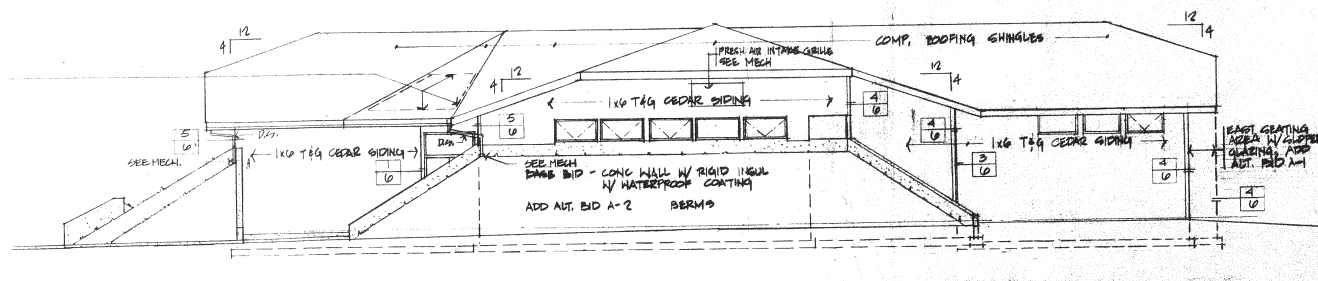 12
4
12
4
COMP. ROOFING SHINGLES
FRESH AIR INTAKE GRILLE
SEE MECH
12
4
12
4
1x6 T&G CEDAR SIDING
4
6
5
6
D.S.
5
6
D.S.
4
6
SEE MECH.
1x6 T&G CEDAR SIDING
1
6
1x6 T&G CEDAR SIDING
EAST SEATING
AREA W/SLOPED
GLAZING, ADD
ALT. BID A-1
SEE MECH
BASE BID - CONC WALL W/ RIGID INSUL
W/ WATERPROOF COATING
3
6
4
6
4
6
ADD ALT. BID A-2 BERMS